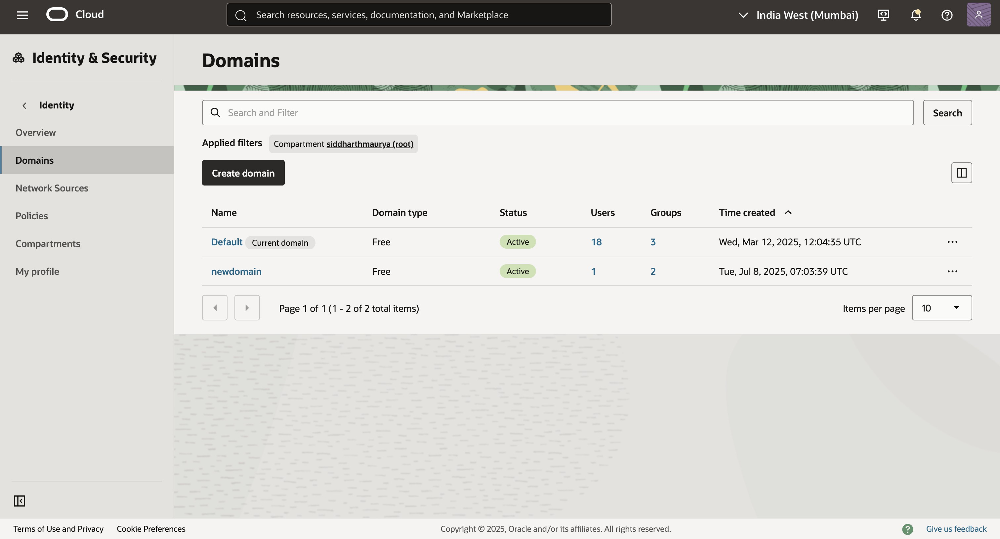 Cloud
Search resources, services, documentation, and Marketplace
India West (Mumbai)
Identity & Security
Identity
Overview
Domains
Network Sources
Policies
Compartments
My profile
Domains
Search and Filter
Search
Applied filters Compartment siddharthmaurya (root)
Create domain
Name Domain type Status Users Groups Time created
Default Current domain Free Active 18 3 Wed, Mar 12, 2025, 12:04:35 UTC
newdomain Free Active 1 2 Tue, Jul 8, 2025, 07:03:39 UTC
Page 1 of 1 (1 - 2 of 2 total items) Items per page 10
Terms of Use and Privacy Cookie Preferences Copyright © 2025, Oracle and/or its affiliates. All rights reserved. ? Give us feedback